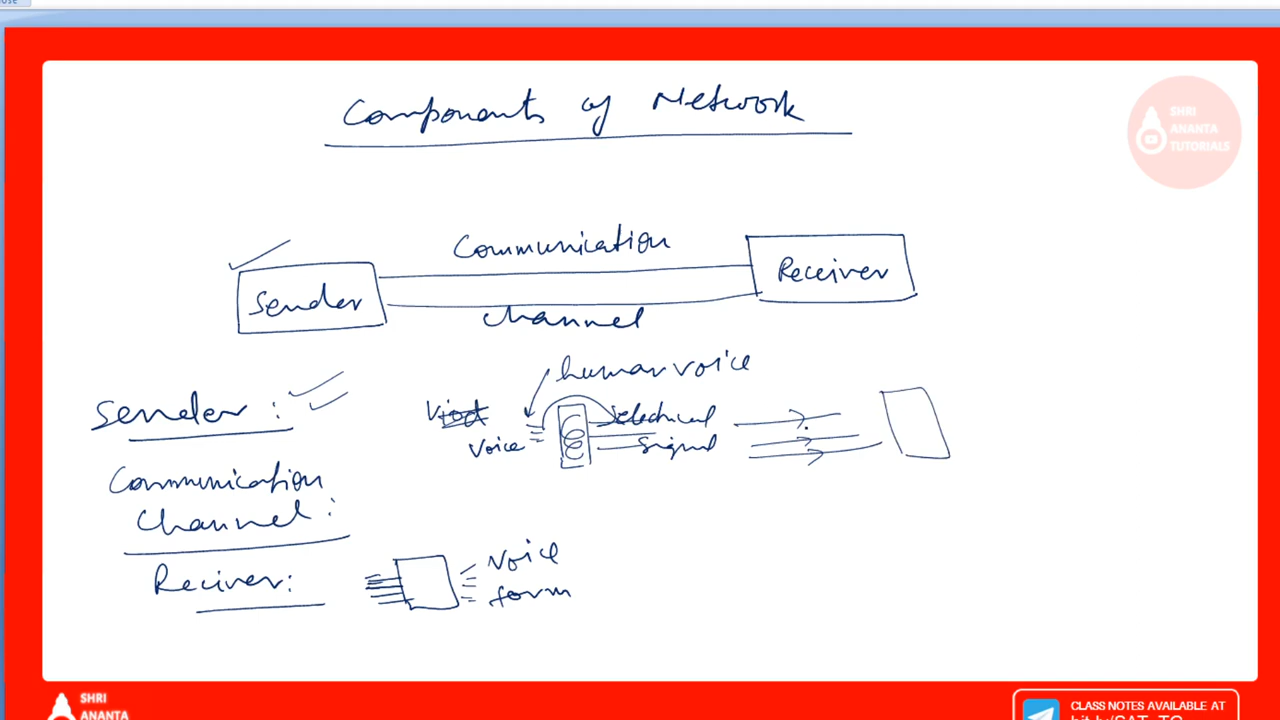 ose
Components of Network
SHRI
ANANTA
TUTORIALS
Communication
Receiver
Sender
Channel
human voice
Sender :
Voice
electrical
Signal
Communication
Channel :
Reciver:
Voice
form
SHRI
ANANTA
CLASS NOTES AVAILABLE AT